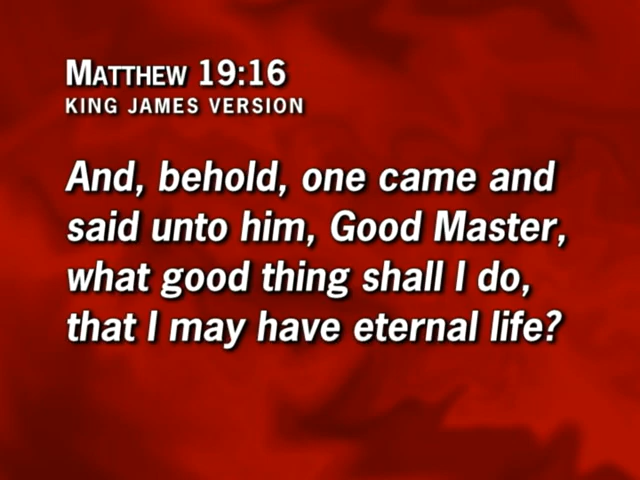 MATTHEW 19:16
KING JAMES VERSION
And, behold, one came and
said unto him, Good Master,
what good thing shall I do,
that I may have eternal life?